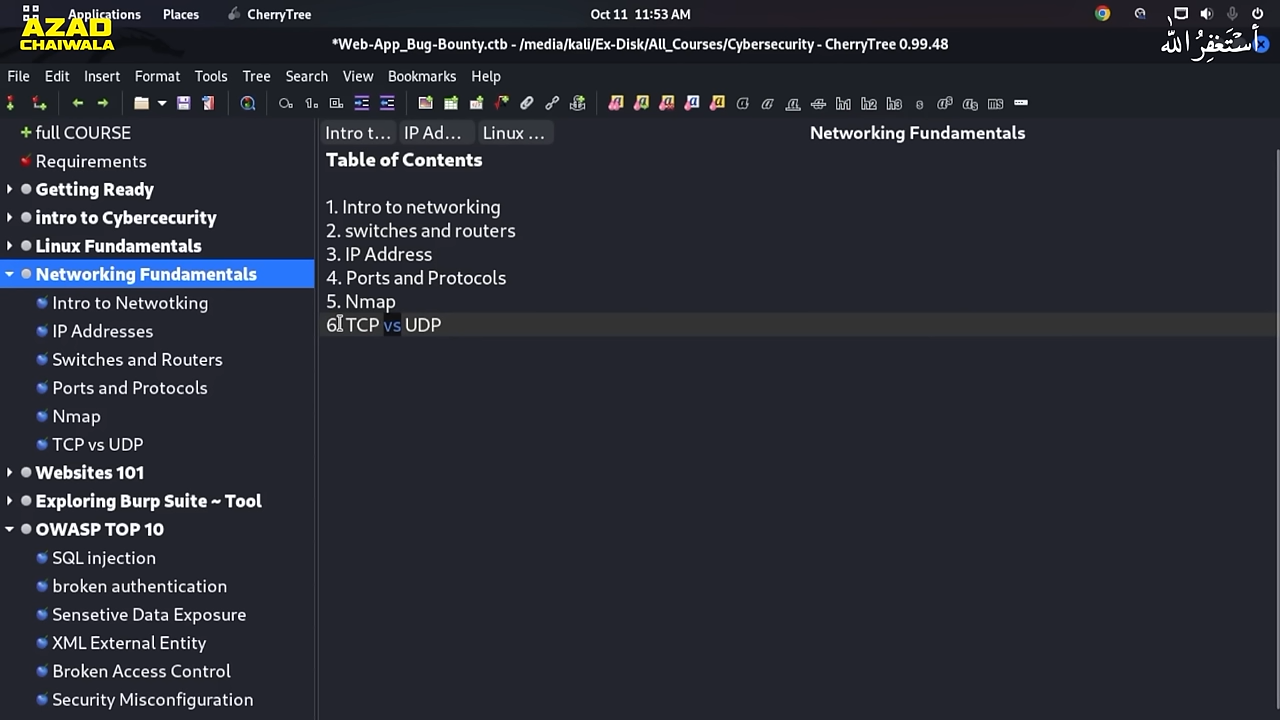 Applications Places CherryTree Oct 11 11:53 AM
AZAD
CHAIWALA
أستغفر الله
*Web-App_Bug-Bounty.ctb - /media/kali/Ex-Disk/All_Courses/Cybersecurity - CherryTree 0.99.48
File Edit Insert Format Tools Tree Search View Bookmarks Help
h1 h2 h3 s
full COURSE
Requirements
Getting Ready
intro to Cybercecurity
Linux Fundamentals
Networking Fundamentals
Intro to Netwotking
IP Addresses
Switches and Routers
Ports and Protocols
Nmap
TCP vs UDP
Websites 101
Exploring Burp Suite ~ Tool
OWASP TOP 10
SQL injection
broken authentication
Sensetive Data Exposure
XML External Entity
Broken Access Control
Security Misconfiguration
Intro t... IP Ad... Linux ... Networking Fundamentals
Table of Contents
1. Intro to networking
2. switches and routers
3. IP Address
4. Ports and Protocols
5. Nmap
6. TCP vs UDP